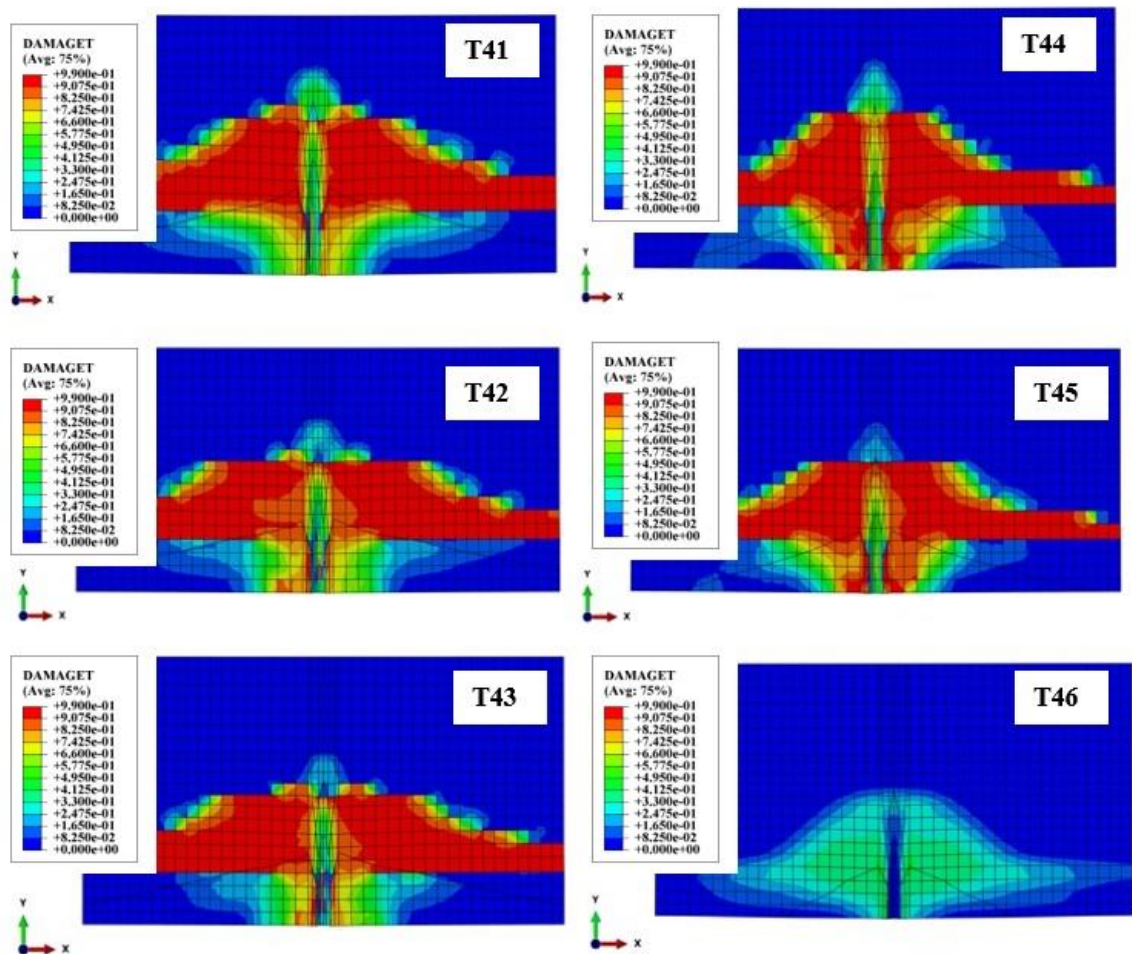 DAMAGET
(Avg: 75%)
+9.900e-01
+9.075e-01
+8.250e-01
+7.425e-01
+6.600e-01
+5.775e-01
+4.950e-01
+4.125e-01
+3.300e-01
+2.475e-01
+1.650e-01
+8.250e-02
+0.000e+00
T41
Y
X
DAMAGET
(Avg: 75%)
+9.900e-01
+9.075e-01
+8.250e-01
+7.425e-01
+6.600e-01
+5.775e-01
+4.950e-01
+4.125e-01
+3.300e-01
+2.475e-01
+1.650e-01
+8.250e-02
+0.000e+00
T44
Y
X
DAMAGET
(Avg: 75%)
+9.900e-01
+9.075e-01
+8.250e-01
+7.425e-01
+6.600e-01
+5.775e-01
+4.950e-01
+4.125e-01
+3.300e-01
+2.475e-01
+1.650e-01
+8.250e-02
+0.000e+00
T42
Y
X
DAMAGET
(Avg: 75%)
+9.900e-01
+9.075e-01
+8.250e-01
+7.425e-01
+6.600e-01
+5.775e-01
+4.950e-01
+4.125e-01
+3.300e-01
+2.475e-01
+1.650e-01
+8.250e-02
+0.000e+00
T45
Y
X
DAMAGET
(Avg: 75%)
+9.900e-01
+9.075e-01
+8.250e-01
+7.425e-01
+6.600e-01
+5.775e-01
+4.950e-01
+4.125e-01
+3.300e-01
+2.475e-01
+1.650e-01
+8.250e-02
+0.000e+00
T43
Y
X
DAMAGET
(Avg: 75%)
+9.900e-01
+9.075e-01
+8.250e-01
+7.425e-01
+6.600e-01
+5.775e-01
+4.950e-01
+4.125e-01
+3.300e-01
+2.475e-01
+1.650e-01
+8.250e-02
+0.000e+00
T46
Y
X